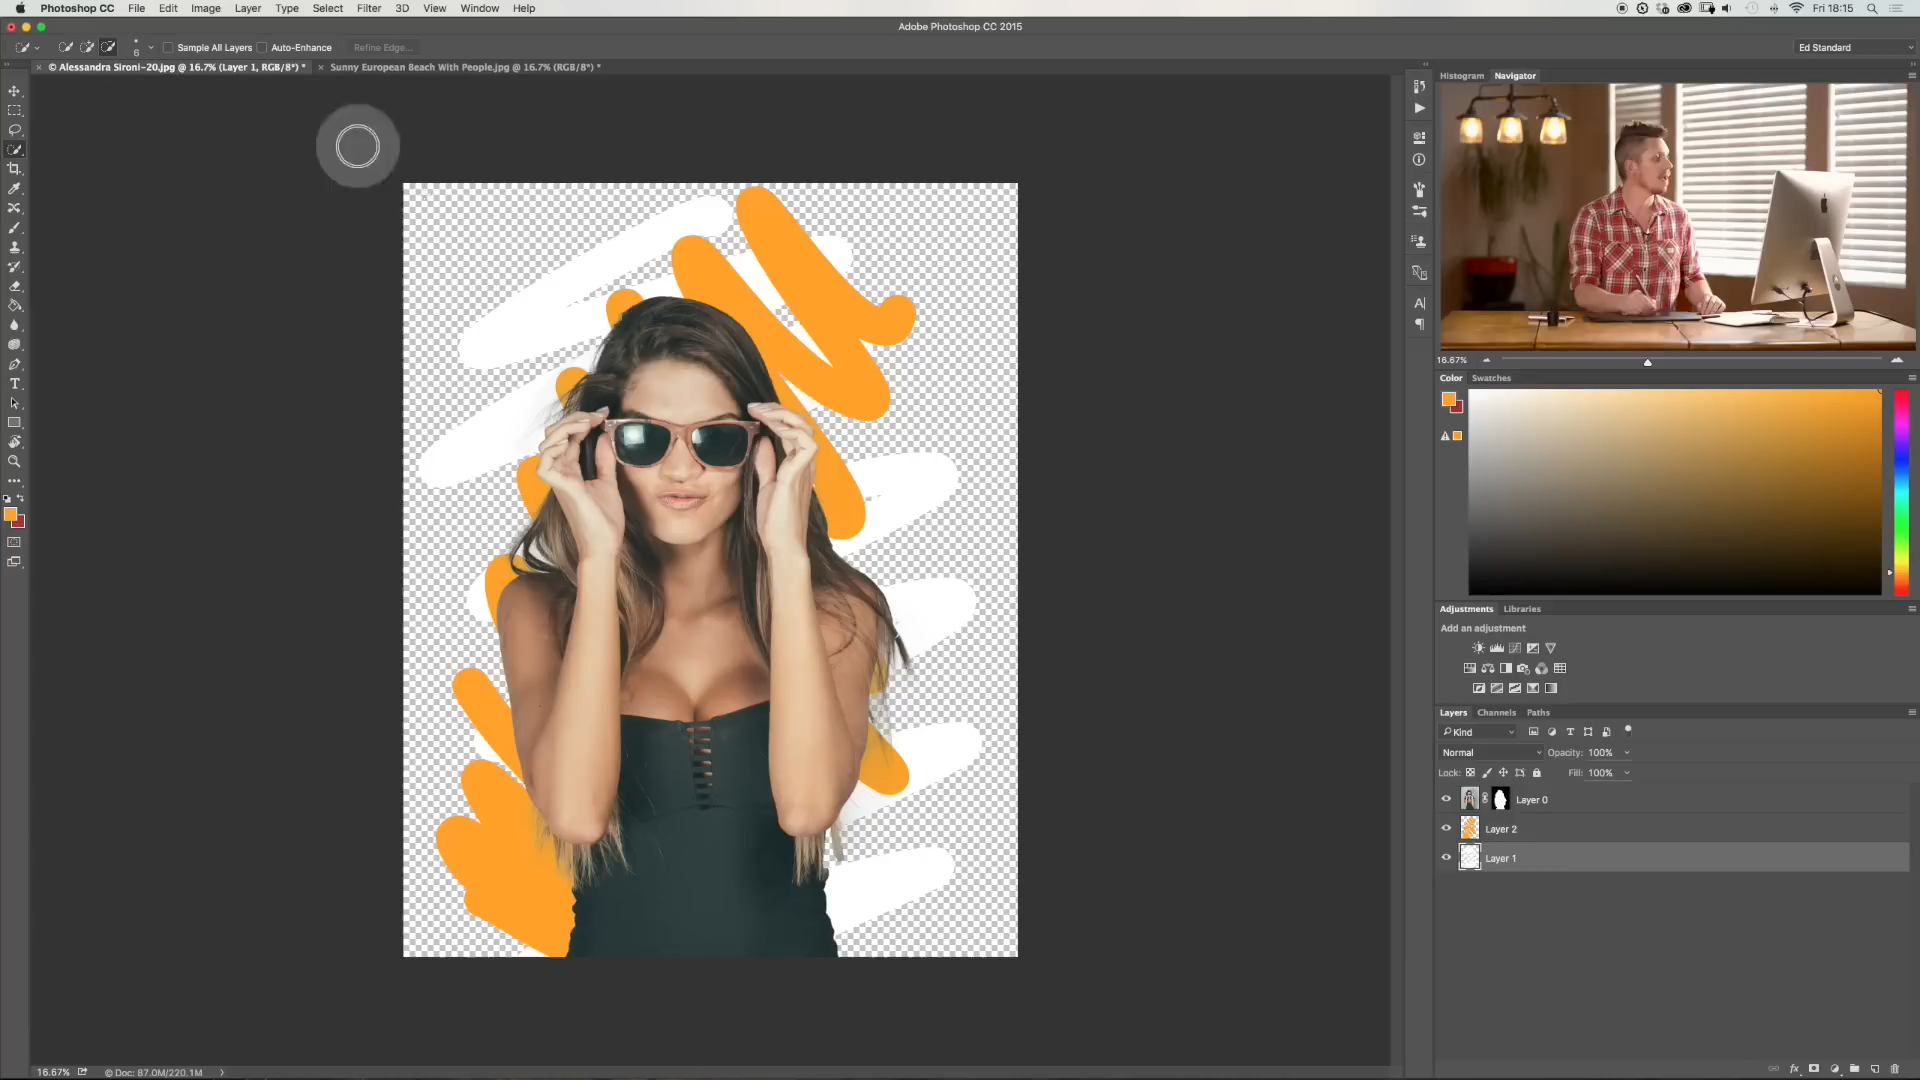 Photoshop CC File Edit Image Layer Type Select Filter 3D View Window Help Fri 18:15
Adobe Photoshop CC 2015
6 Sample All Layers Auto-Enhance Refine Edge... Ed Standard
× © Alessandra Sironi-20.jpg @ 16.7% (Layer 1, RGB/8*) * × Sunny European Beach With People.jpg @ 16.7% (RGB/8*) *
Histogram Navigator
16.67%
Color Swatches
Adjustments Libraries
Add an adjustment
Layers Channels Paths
Kind
Normal Opacity: 100%
Lock: Fill: 100%
Layer 0
Layer 2
Layer 1
16.67% © Doc: 87.0M/220.1M